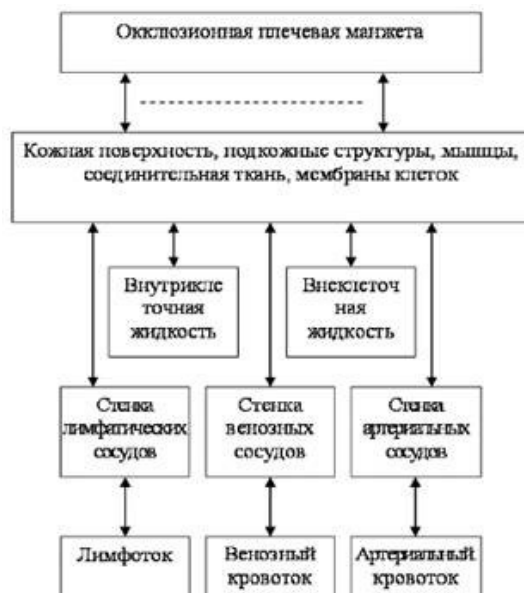 Окклюзионная плечевая манжета
Кожная поверхность, подкожные структуры, мышцы,
соединительная ткань, мембраны клеток
Внутрикле
точная
жидкость
Внеклеточ
ная
жидкость
Стенка
лимфатических
сосудов
Стенка
венозных
сосудов
Стенка
артериальных
сосудов
Лимфоток
Венозный
кровоток
Артериальный
кровоток